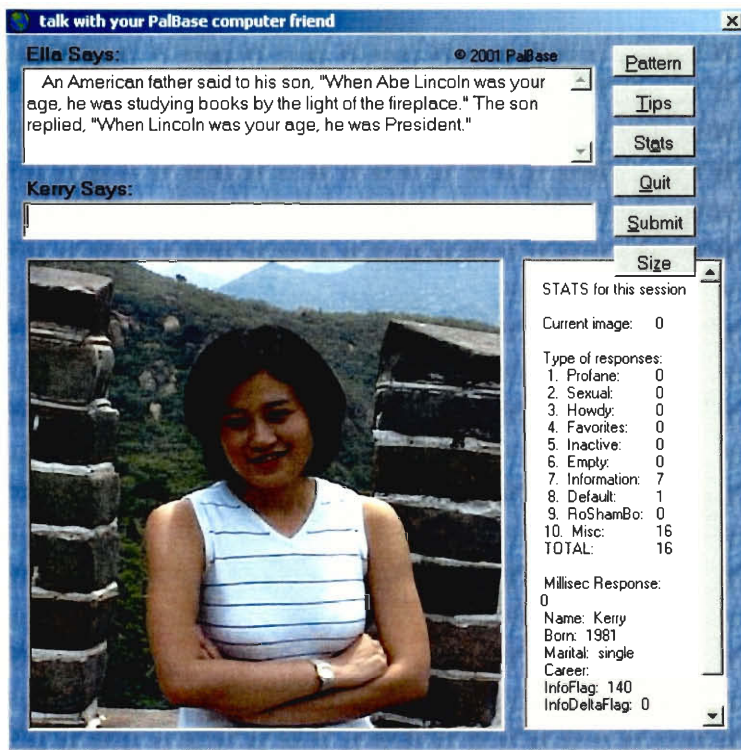 talk with your PalBase computer friend
Ella Says:
© 2001 PalBase
An American father said to his son, "When Abe Lincoln was your
age, he was studying books by the light of the fireplace." The son
replied, "When Lincoln was your age, he was President."
Kerry Says:
Pattern
Tips
Stats
Quit
Submit
Size
STATS for this session
Current image: 0
Type of responses:
1. Profane: 0
2. Sexual: 0
3. Howdy: 0
4. Favorites: 0
5. Inactive: 0
6. Empty: 0
7. Information: 7
8. Default: 1
9. RoShamBo: 0
10. Misc: 16
TOTAL: 16
Millisec Response:
0
Name: Kerry
Born: 1981
Marital: single
Career:
InfoFlag: 140
InfoDeltaFlag: 0